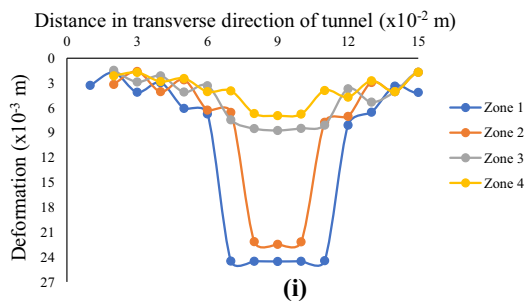 Distance in transverse direction of tunnel (x10-2 m)
0 3 6 9 12 15
Deformation (x10-3 m)
0
3
6
9
12
15
18
21
24
27
Zone 1
Zone 2
Zone 3
Zone 4
(i)